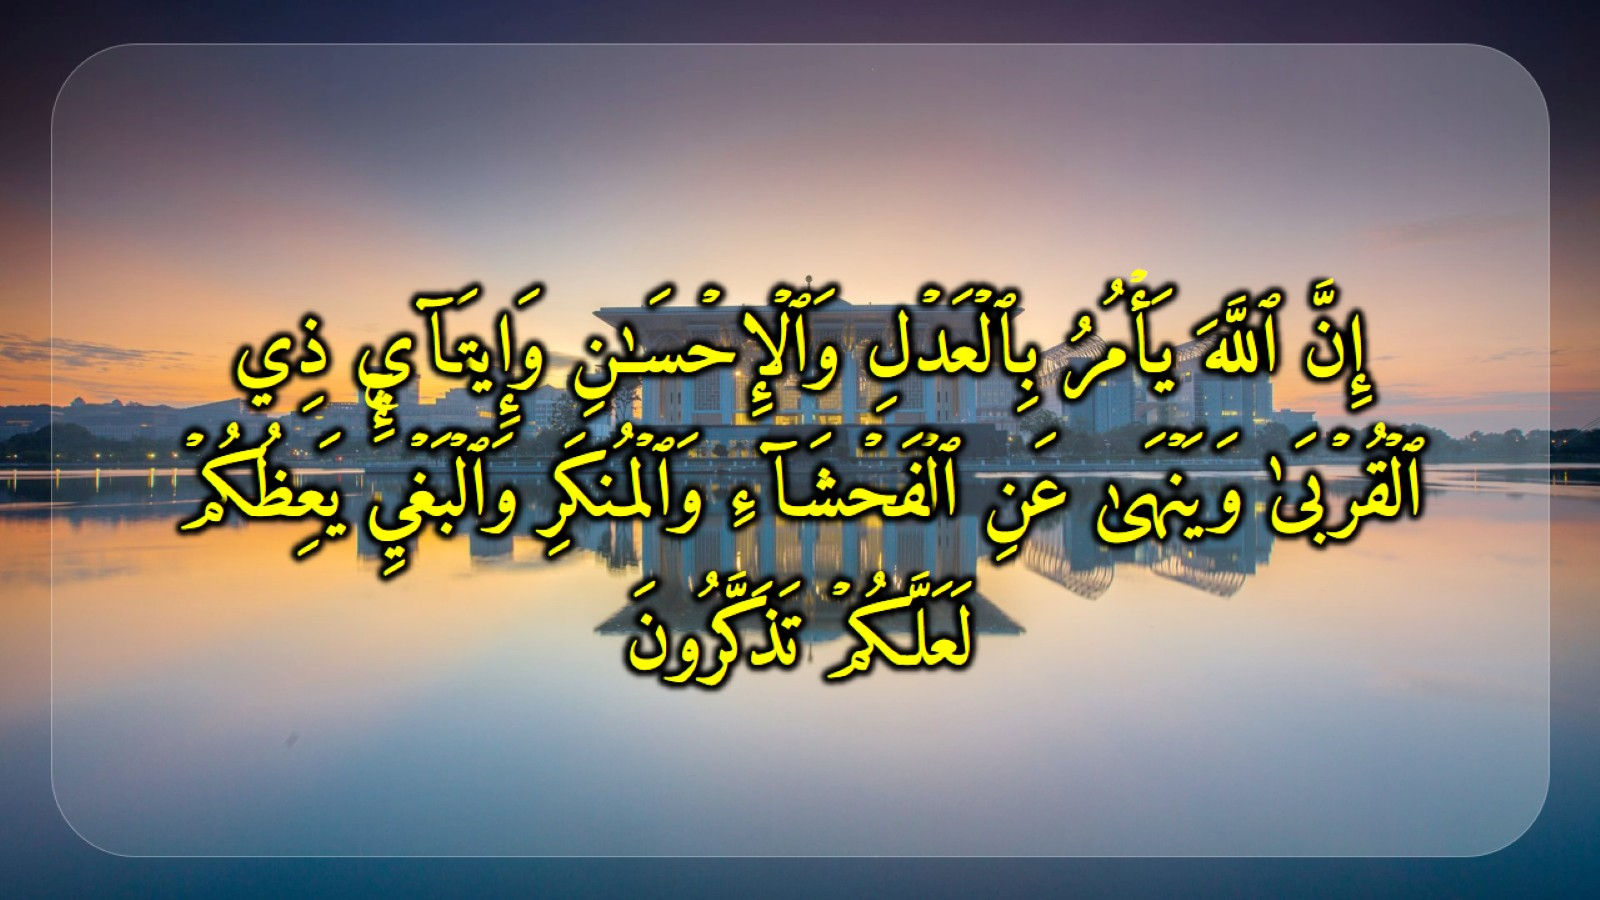 إِنَّ ٱللَّهَ يَأۡمُرُ بِٱلۡعَدۡلِ وَٱلۡإِحۡسَٰنِ وَإِيتَآيِٕ ذِي
ٱلۡقُرۡبَىٰ وَيَنۡهَىٰ عَنِ ٱلۡفَحۡشَآءِ وَٱلۡمُنكَرِ وَٱلۡبَغۡيِۚ يَعِظُكُمۡ
لَعَلَّكُمۡ تَذَكَّرُونَ